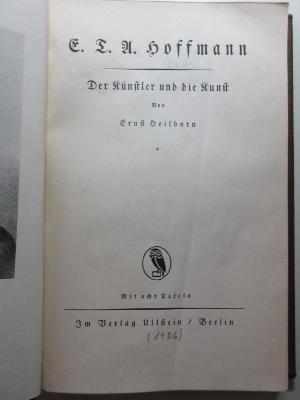 E. T. A. Hoffmann
Der Künstler und die Kunst
Von
Ernst Heilborn
Mit acht Tafeln
Im Verlag Ullstein / Berlin
(1926)